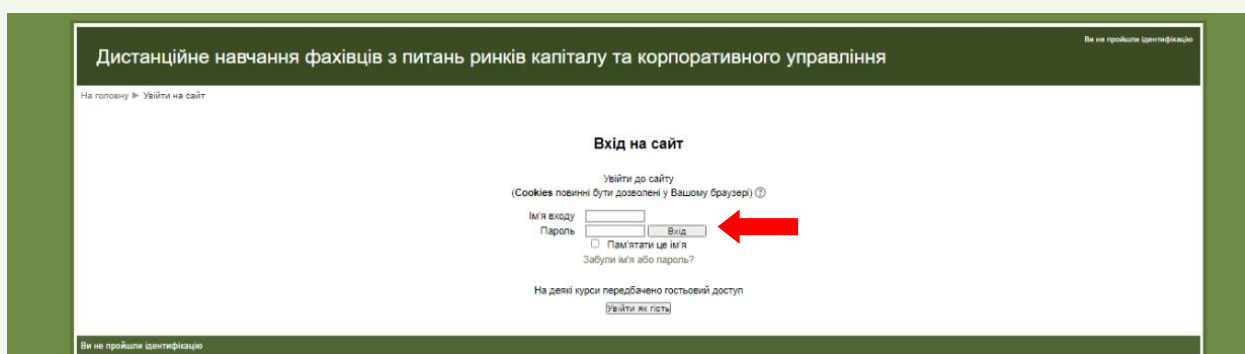 Ви не пройшли ідентифікацію
Дистанційне навчання фахівців з питань ринків капіталу та корпоративного управління
На головну ► Увійти на сайт
Вхід на сайт
Увійти до сайту
(Cookies повинні бути дозволені у Вашому браузері) ?
Ім'я входу
Пароль Вхід
Пам'ятати це ім'я
Забули ім'я або пароль?
На деякі курси передбачено гостьовий доступ
Увійти як гість
Ви не пройшли ідентифікацію